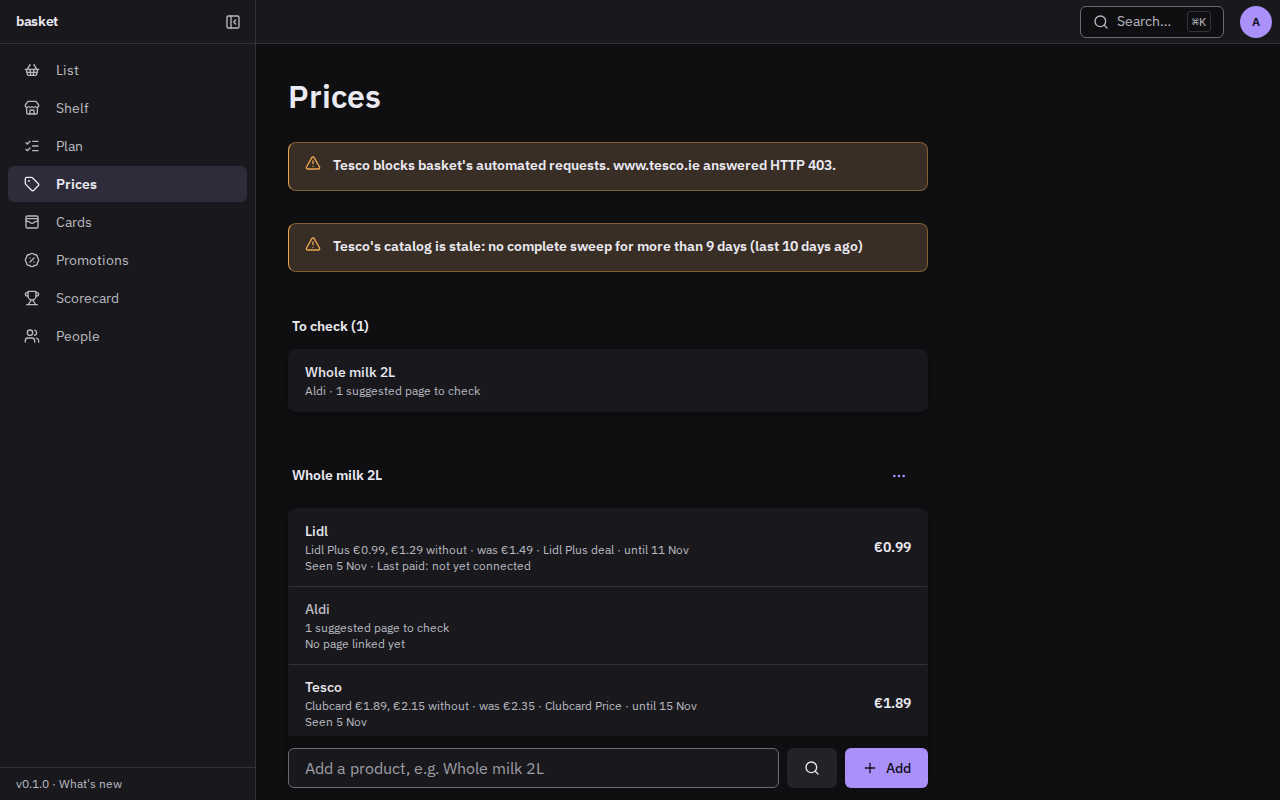 basket
Search...
⌘K
A
List
Shelf
Plan
Prices
Cards
Promotions
Scorecard
People
v0.1.0 · What's new
Prices
Tesco blocks basket's automated requests. www.tesco.ie answered HTTP 403.
Tesco's catalog is stale: no complete sweep for more than 9 days (last 10 days ago)
To check (1)
Whole milk 2L
Aldi · 1 suggested page to check
Whole milk 2L
Lidl
Lidl Plus €0.99, €1.29 without · was €1.49 · Lidl Plus deal · until 11 Nov
Seen 5 Nov · Last paid: not yet connected
€0.99
Aldi
1 suggested page to check
No page linked yet
Tesco
Clubcard €1.89, €2.15 without · was €2.35 · Clubcard Price · until 15 Nov
Seen 5 Nov
€1.89
Add a product, e.g. Whole milk 2L
Add